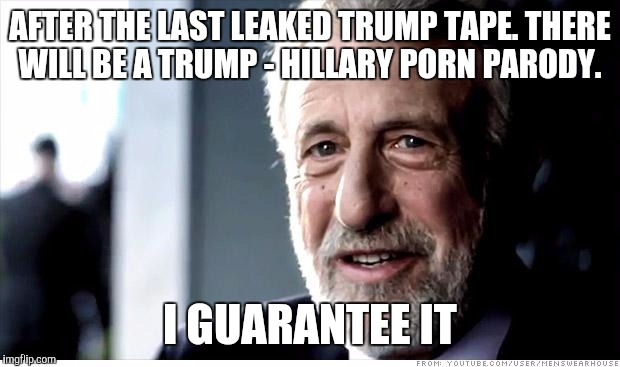 AFTER THE LAST LEAKED TRUMP TAPE. THERE
WILL BE A TRUMP - HILLARY PORN PARODY.
I GUARANTEE IT
imgflip.com
FROM: YOUTUBE.COM/USER/MENSWEARHOUSE